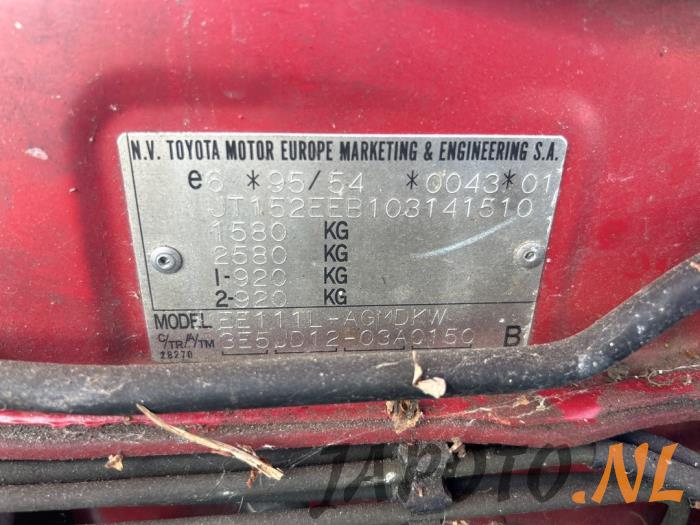 N.V. TOYOTA MOTOR EUROPE MARKETING & ENGINEERING S.A.
e6 *95/54 *0043*01
JT152EEB103141510
1580 KG
2580 KG
1-920 KG
2-920 KG
MODEL EE111L-AGMDKW
C/TR/A/TM 3E5JD12-03A0150 B
28270
JAPOTO.NL